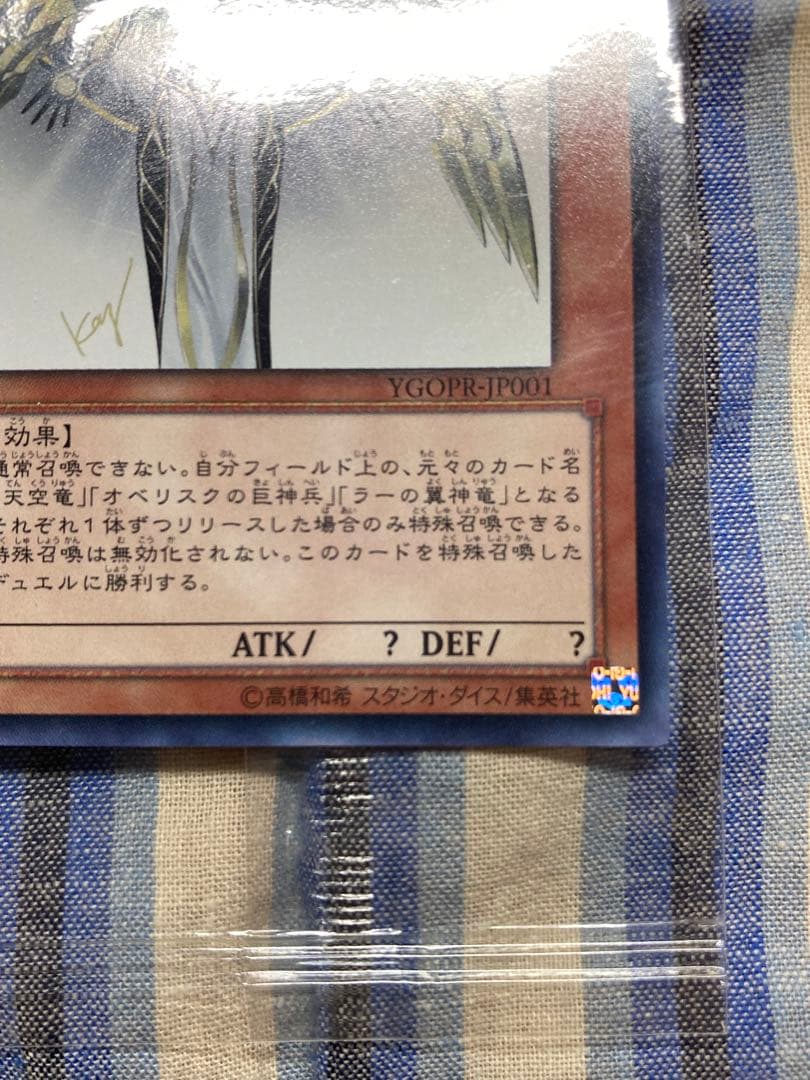 Kaz
YGOPR-JP001
効果】
通常召喚できない。自分フィールド上の、元々のカード名
天空竜」「オベリスクの巨神兵」「ラーの翼神竜」となる
それぞれ1体ずつリリースした場合のみ特殊召喚できる。
特殊召喚は無効化されない。このカードを特殊召喚した
デュエルに勝利する。
ATK/ ? DEF/ ?
©高橋和希 スタジオ・ダイス/集英社